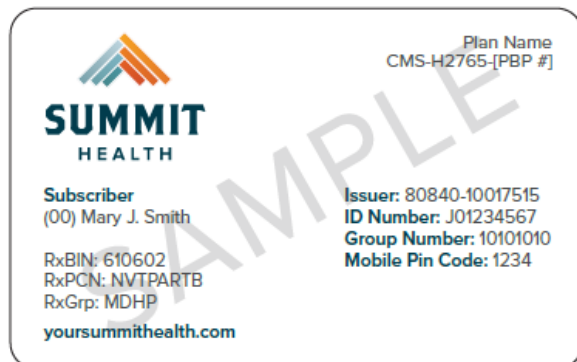 Plan Name
CMS-H2765-[PBP #]
SUMMIT
HEALTH
Subscriber
(00) Mary J. Smith
RxBIN: 610602
RxPCN: NVTPARTB
RxGrp: MDHP
yoursummithealth.com
Issuer: 80840-10017515
ID Number: J01234567
Group Number: 10101010
Mobile Pin Code: 1234
SAMPLE